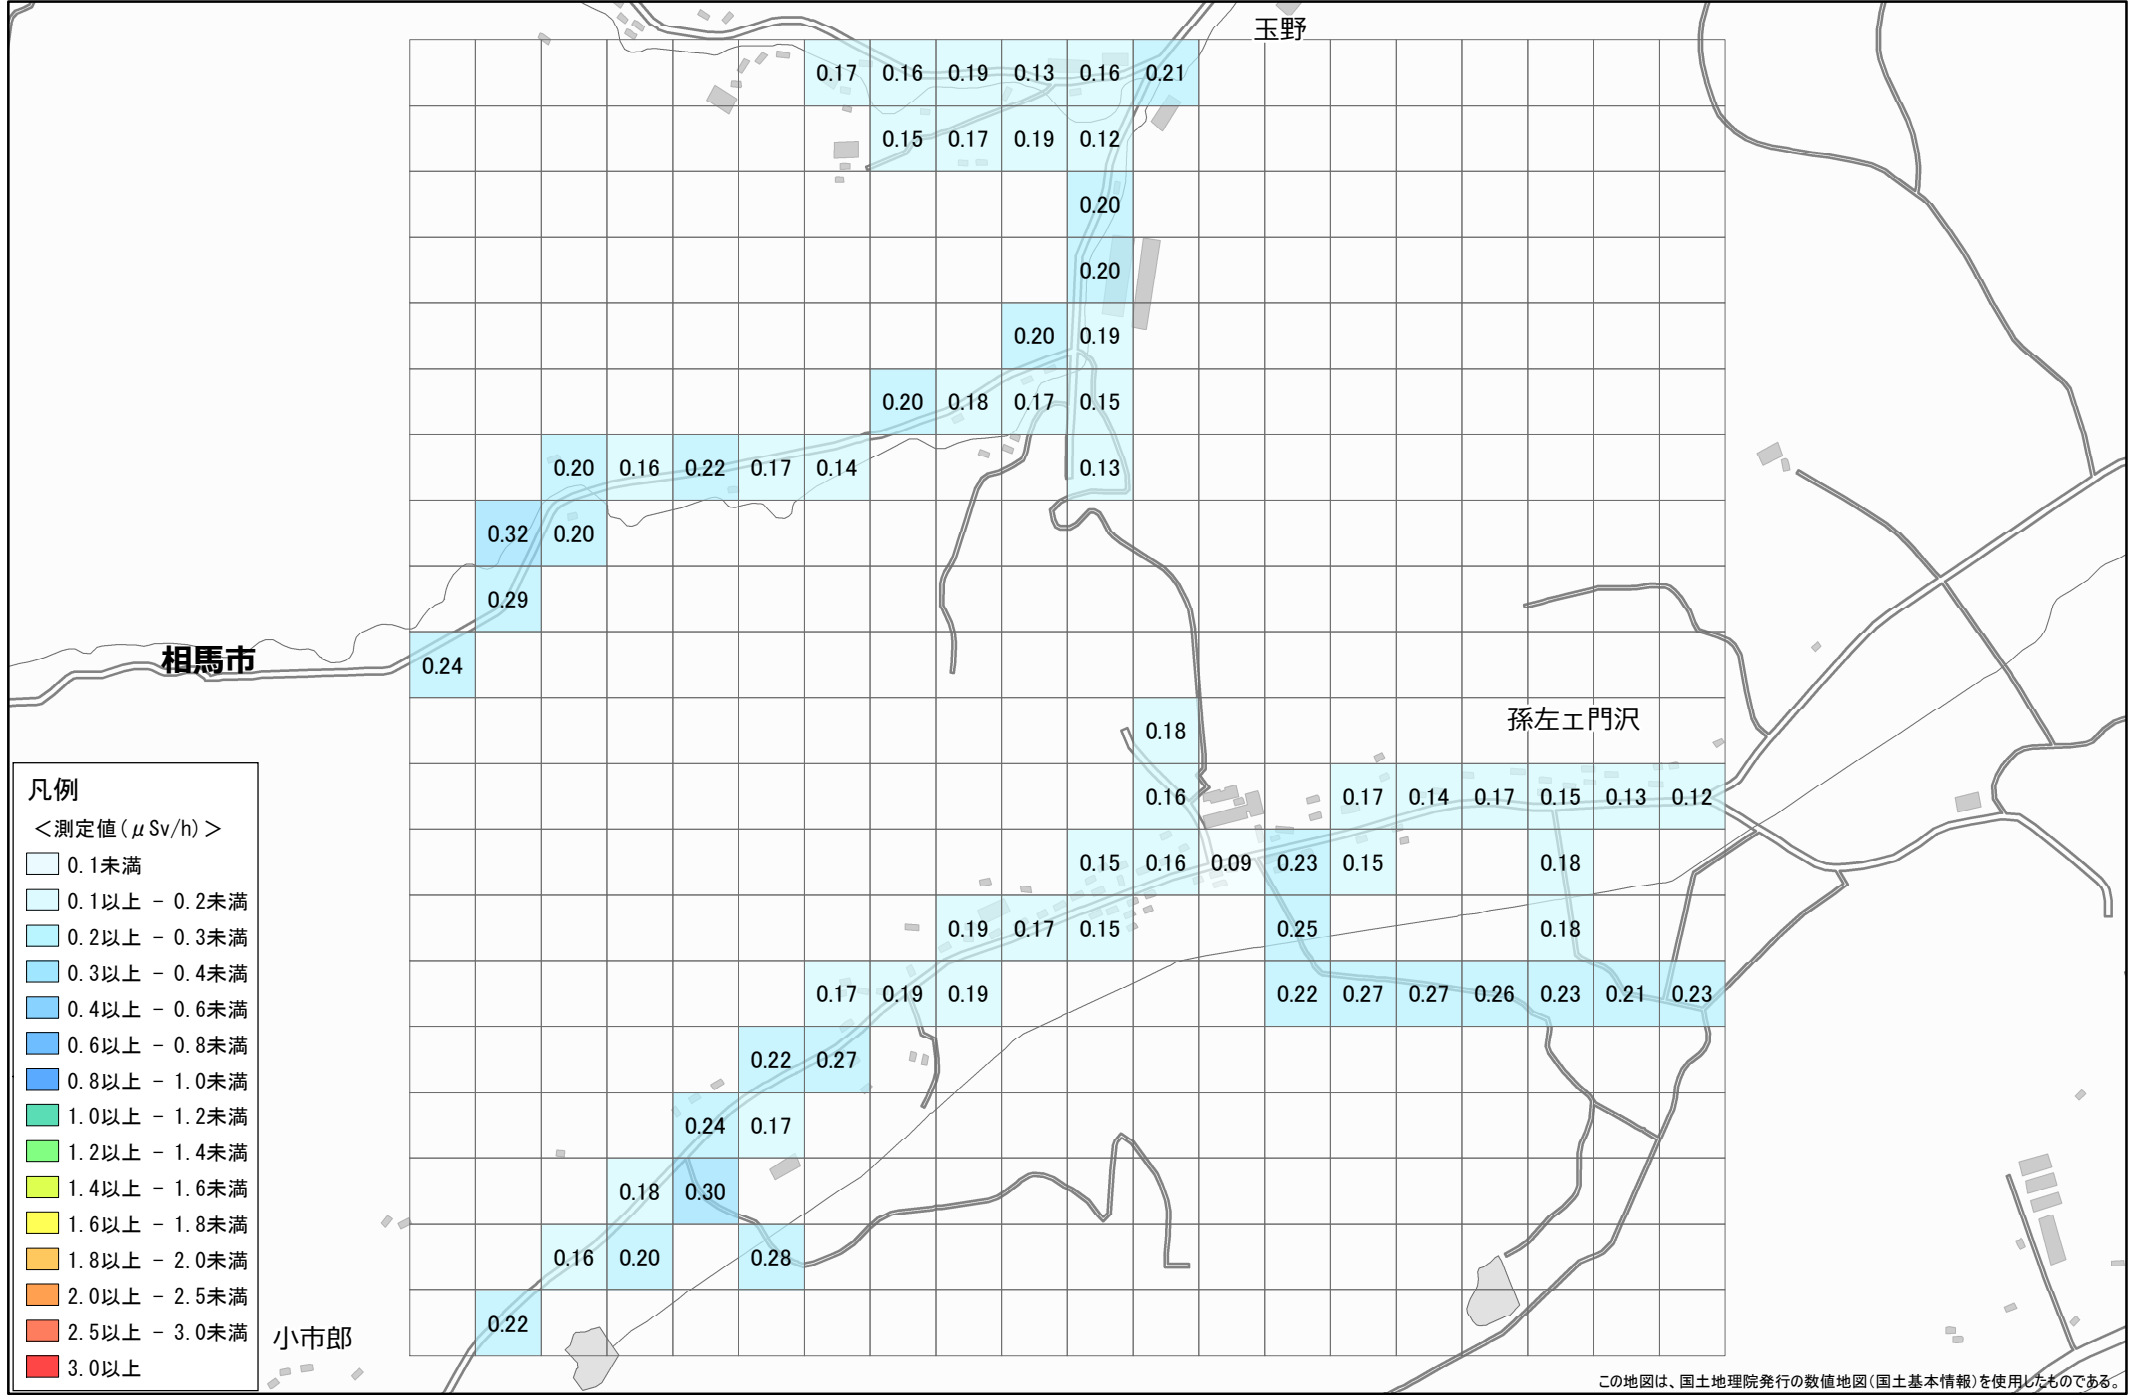 玉野
0.17 0.16 0.19 0.13 0.16 0.21
0.15 0.17 0.19 0.12
0.20
0.20
0.20 0.19
0.20 0.18 0.17 0.15
0.20 0.16 0.22 0.17 0.14 0.13
0.32 0.20
0.29
相馬市
0.24
孫左エ門沢
0.18
0.16 0.17 0.14 0.17 0.15 0.13 0.12
0.15 0.16 0.09 0.23 0.15 0.18
0.19 0.17 0.15 0.25 0.18
0.17 0.19 0.19 0.22 0.27 0.27 0.26 0.23 0.21 0.23
0.22 0.27
0.24 0.17
0.18 0.30
0.16 0.20 0.28
0.22
小市郎
凡例
＜測定値(μSv/h)＞
0.1未満
0.1以上 - 0.2未満
0.2以上 - 0.3未満
0.3以上 - 0.4未満
0.4以上 - 0.6未満
0.6以上 - 0.8未満
0.8以上 - 1.0未満
1.0以上 - 1.2未満
1.2以上 - 1.4未満
1.4以上 - 1.6未満
1.6以上 - 1.8未満
1.8以上 - 2.0未満
2.0以上 - 2.5未満
2.5以上 - 3.0未満
3.0以上
この地図は、国土地理院発行の数値地図(国土基本情報)を使用したものである。